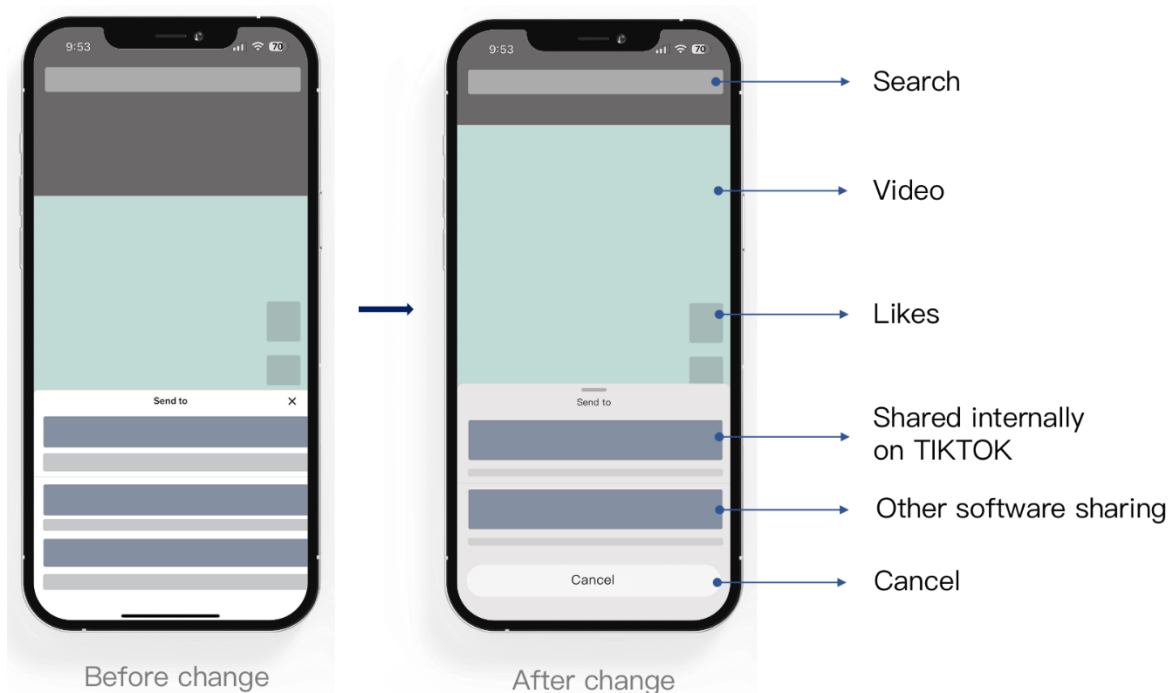 9:53
70
Send to
X
Before change
9:53
70
Send to
Cancel
After change
Search
Video
Likes
Shared internally
on TIKTOK
Other software sharing
Cancel